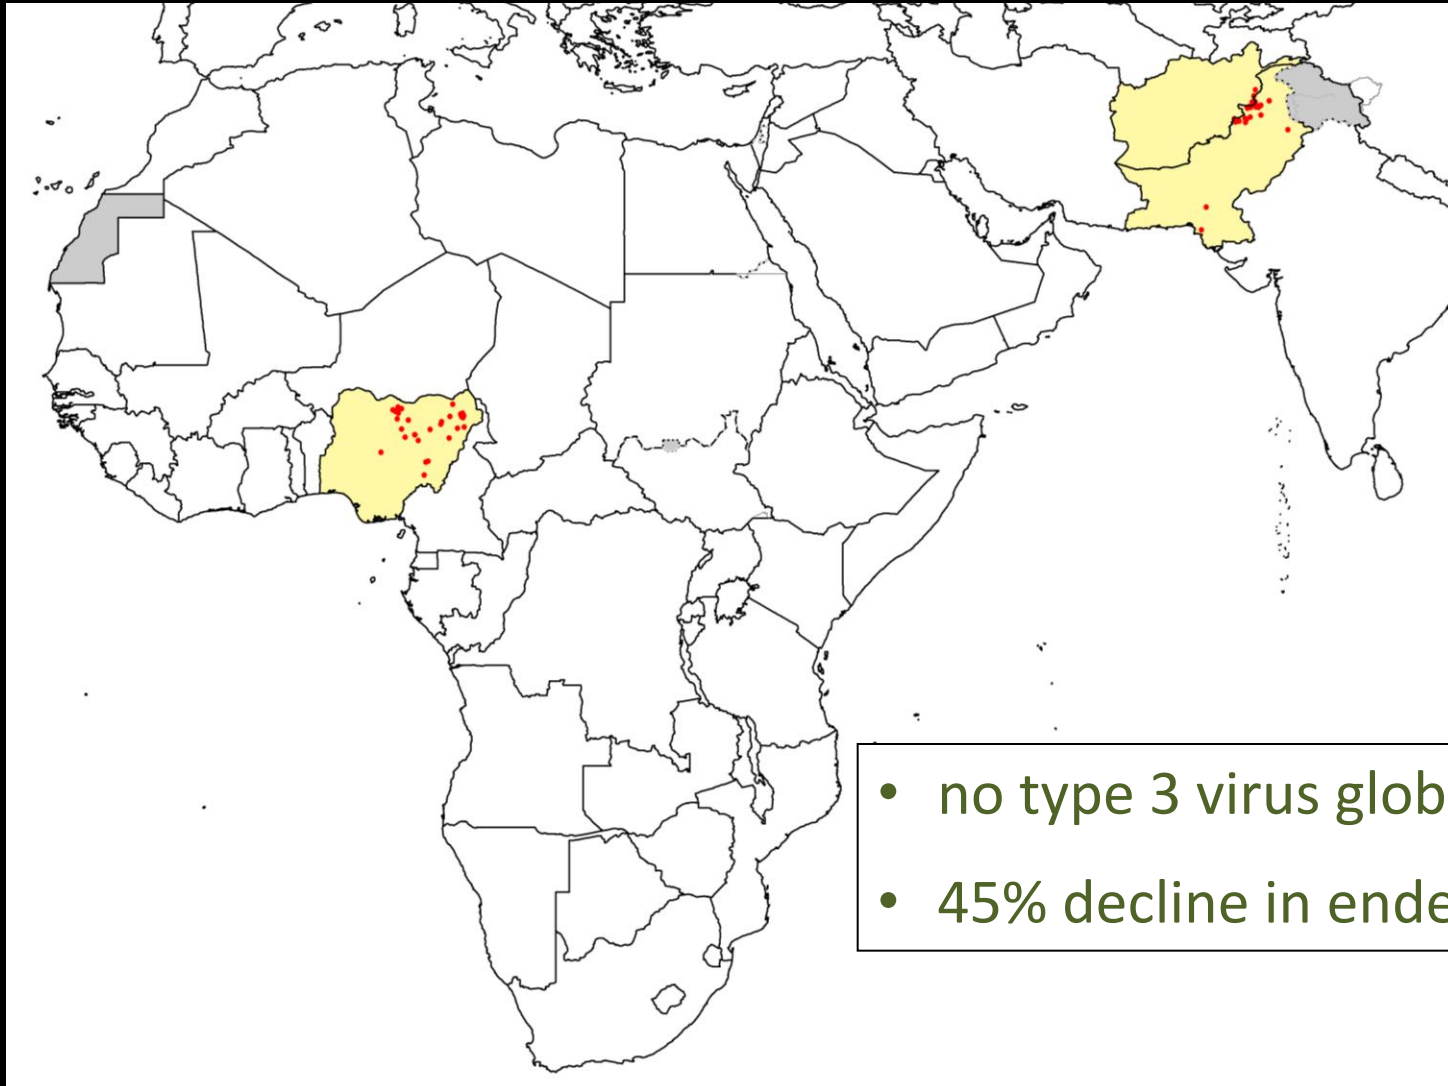 • no type 3 virus glob
• 45% decline in ende